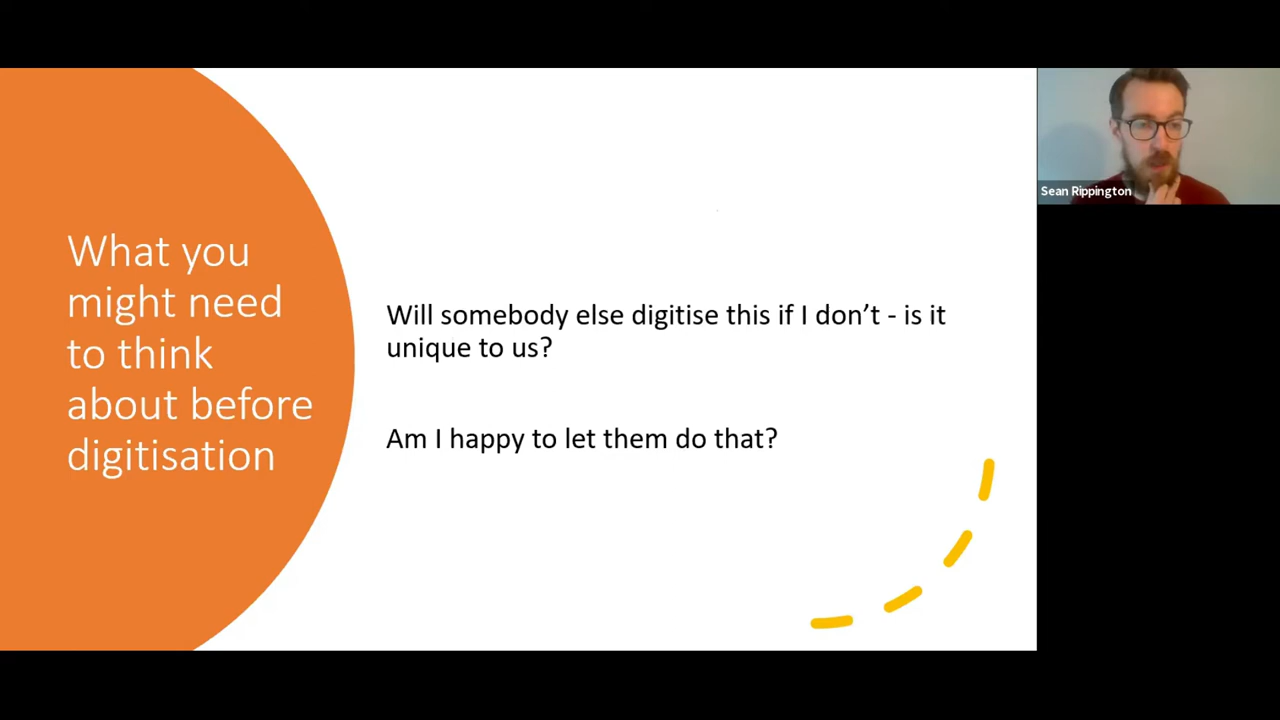 What you
might need
to think
about before
digitisation
Will somebody else digitise this if I don’t - is it
unique to us?
Am I happy to let them do that?
Sean Rippington